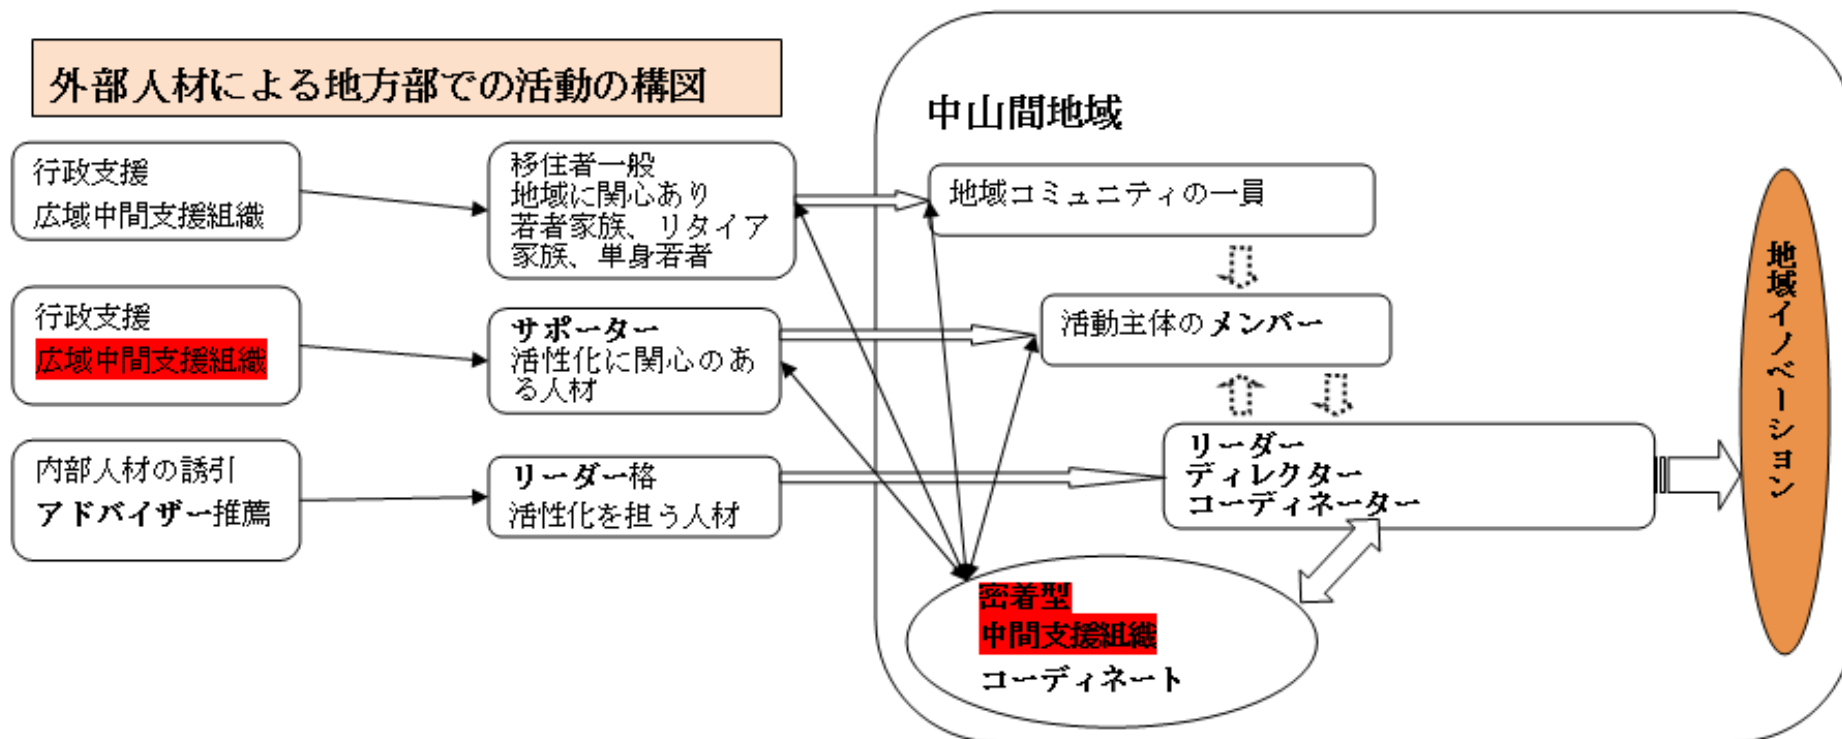 外部人材による地方部での活動の構図
中山間地域
行政支援
広域中間支援組織
移住者一般
地域に関心あり
若者家族、リタイア
家族、単身若者
地域コミュニティの一員
行政支援
広域中間支援組織
サポーター
活性化に関心のあ
る人材
活動主体のメンバー
内部人材の誘引
アドバイザー推薦
リーダー格
活性化を担う人材
リーダー
ディレクター
コーディネーター
密着型
中間支援組織
コーディネート
地域イノベーション